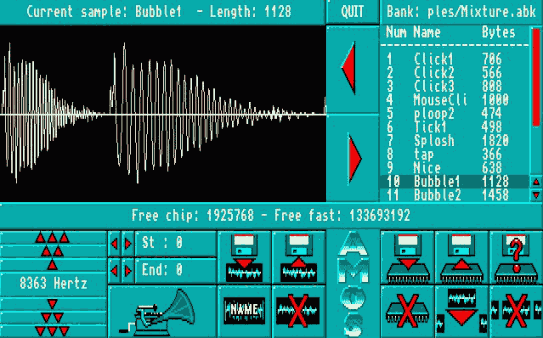 Current sample: Bubble1  - Length: 1128
QUIT
Bank: ples/Mixture.abk
Num Name Bytes
1 Click1 706
2 Click2 566
3 Click3 808
4 MouseCli 1000
5 ploop2 474
6 Tick1 498
7 Splosh 1820
8 tap 366
9 Nice 638
10 Bubble1 1128
11 Bubble2 1458
Free chip: 1925768 - Free fast: 133693192
St : 0
End: 0
8363 Hertz
NAME
AMOS
?